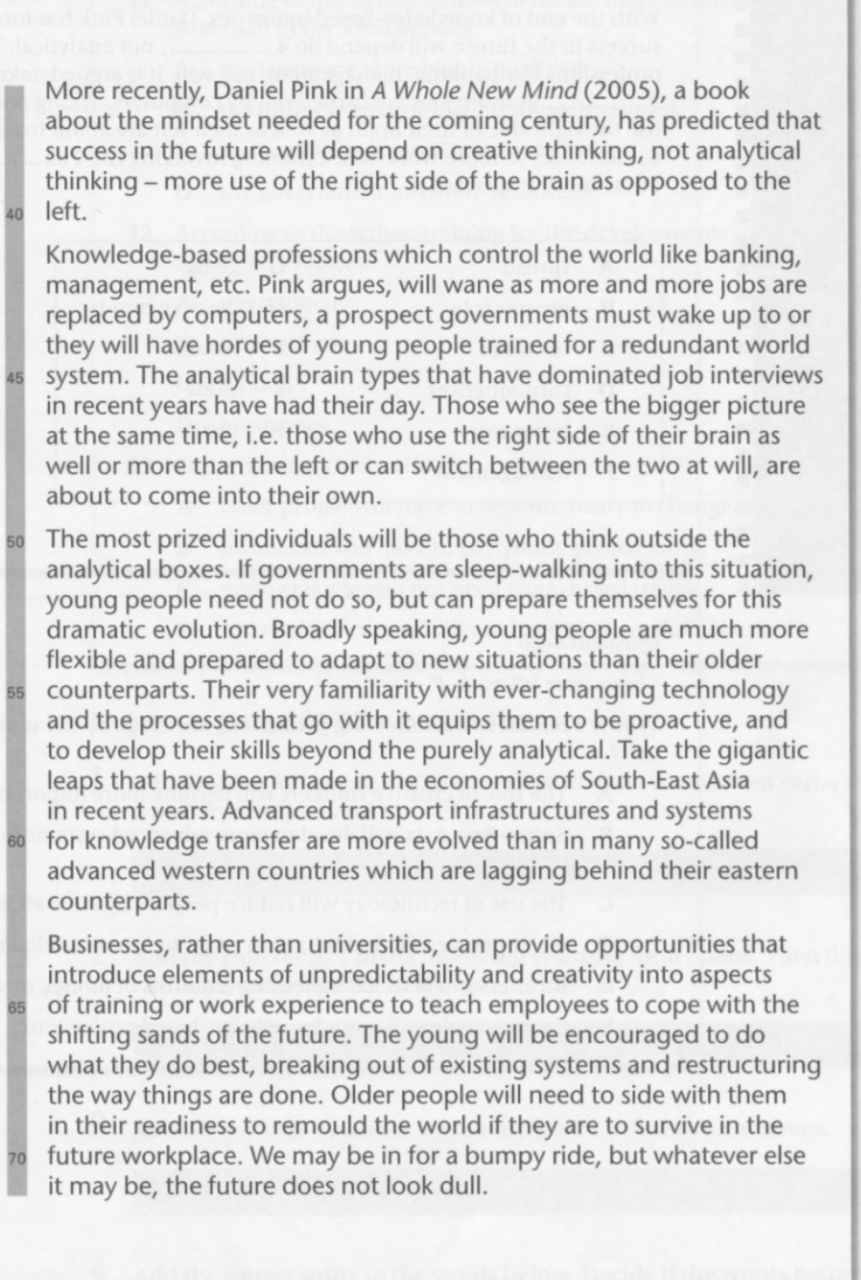 More recently, Daniel Pink in A Whole New Mind (2005), a book
about the mindset needed for the coming century, has predicted that
success in the future will depend on creative thinking, not analytical
thinking – more use of the right side of the brain as opposed to the
40 left.
Knowledge-based professions which control the world like banking,
management, etc. Pink argues, will wane as more and more jobs are
replaced by computers, a prospect governments must wake up to or
they will have hordes of young people trained for a redundant world
45 system. The analytical brain types that have dominated job interviews
in recent years have had their day. Those who see the bigger picture
at the same time, i.e. those who use the right side of their brain as
well or more than the left or can switch between the two at will, are
about to come into their own.
50 The most prized individuals will be those who think outside the
analytical boxes. If governments are sleep-walking into this situation,
young people need not do so, but can prepare themselves for this
dramatic evolution. Broadly speaking, young people are much more
flexible and prepared to adapt to new situations than their older
55 counterparts. Their very familiarity with ever-changing technology
and the processes that go with it equips them to be proactive, and
to develop their skills beyond the purely analytical. Take the gigantic
leaps that have been made in the economies of South-East Asia
in recent years. Advanced transport infrastructures and systems
60 for knowledge transfer are more evolved than in many so-called
advanced western countries which are lagging behind their eastern
counterparts.
Businesses, rather than universities, can provide opportunities that
introduce elements of unpredictability and creativity into aspects
65 of training or work experience to teach employees to cope with the
shifting sands of the future. The young will be encouraged to do
what they do best, breaking out of existing systems and restructuring
the way things are done. Older people will need to side with them
in their readiness to remould the world if they are to survive in the
70 future workplace. We may be in for a bumpy ride, but whatever else
it may be, the future does not look dull.